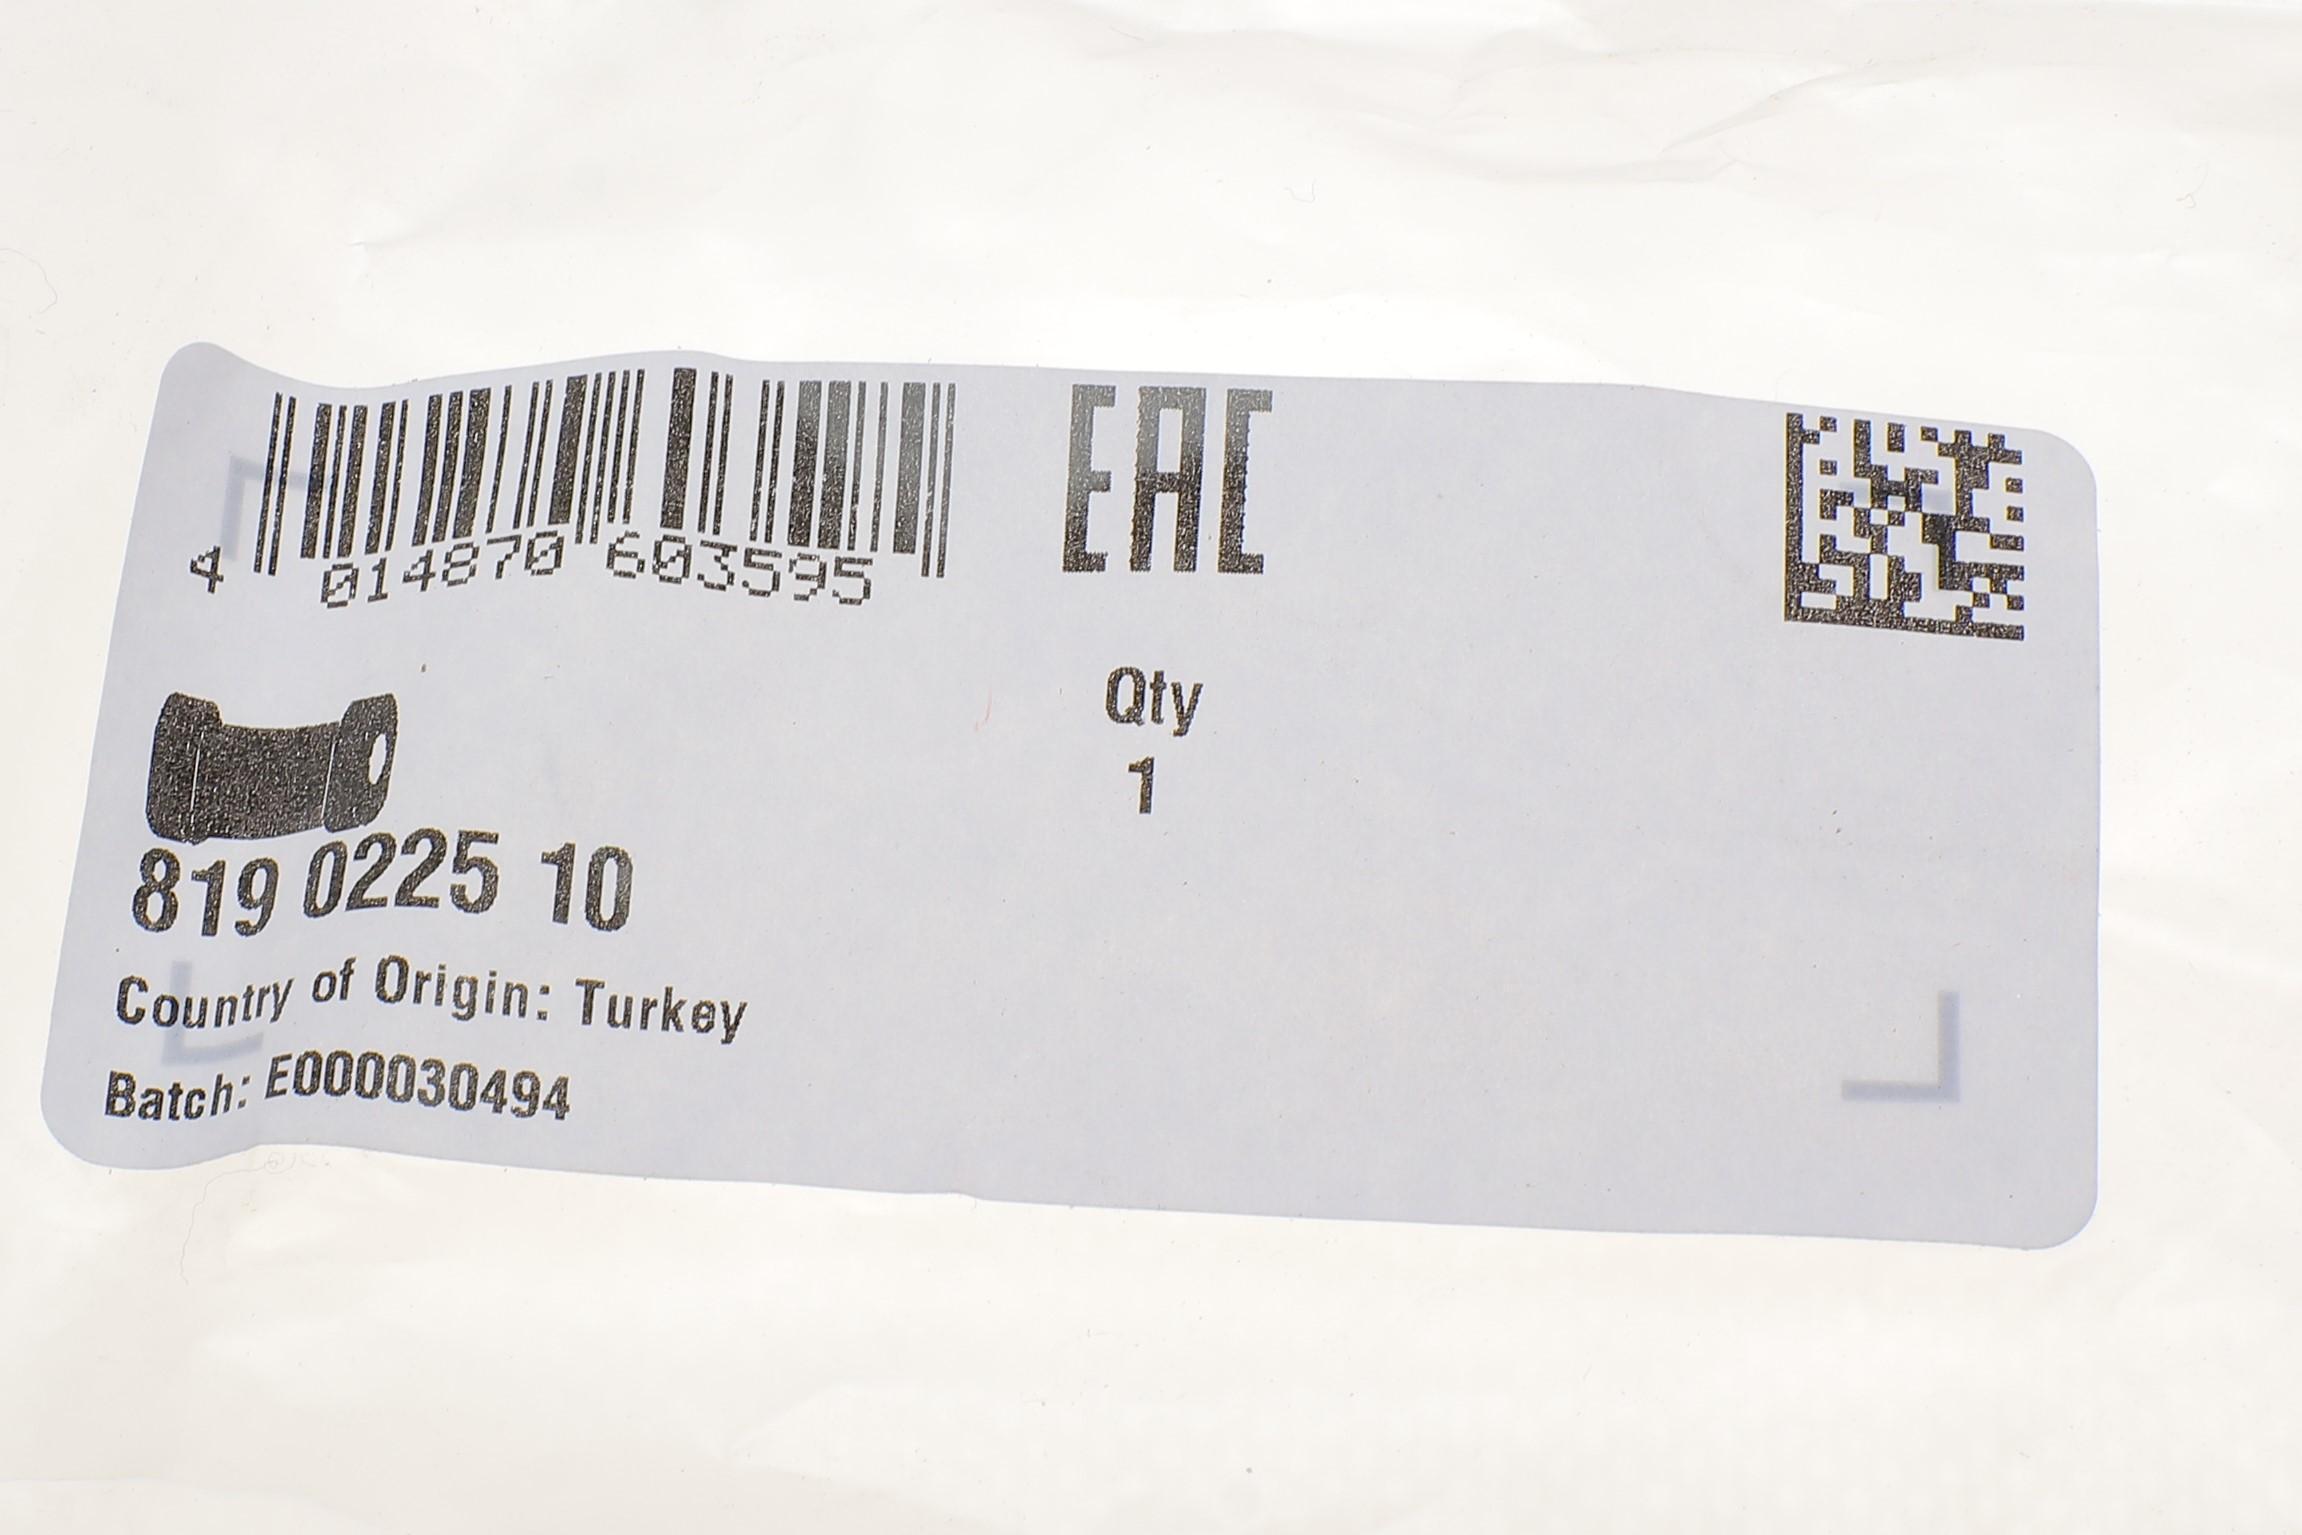 4 014870 603595
EAC
Qty
1
819 0225 10
Country of Origin: Turkey
Batch: E000030494